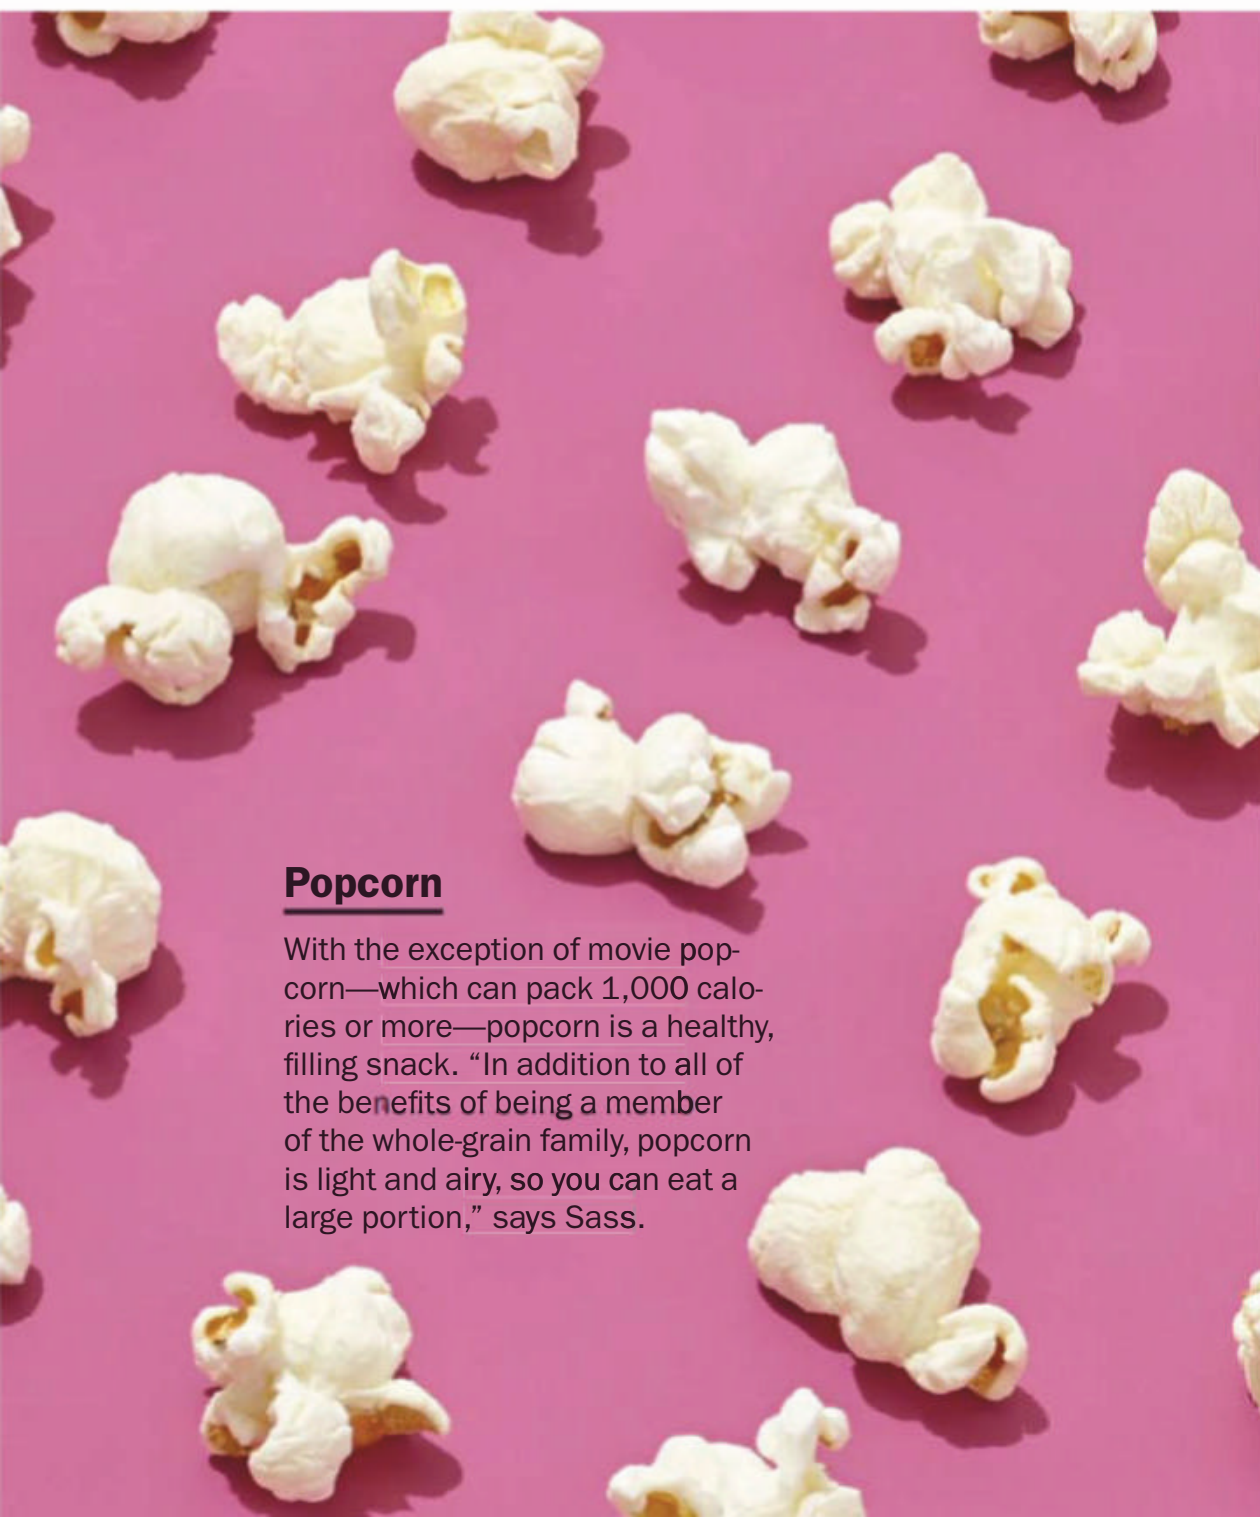 Popcorn
With the exception of movie pop-
corn—which can pack 1,000 calo-
ries or more—popcorn is a healthy,
filling snack. “In addition to all of
the benefits of being a member
of the whole-grain family, popcorn
is light and airy, so you can eat a
large portion,” says Sass.